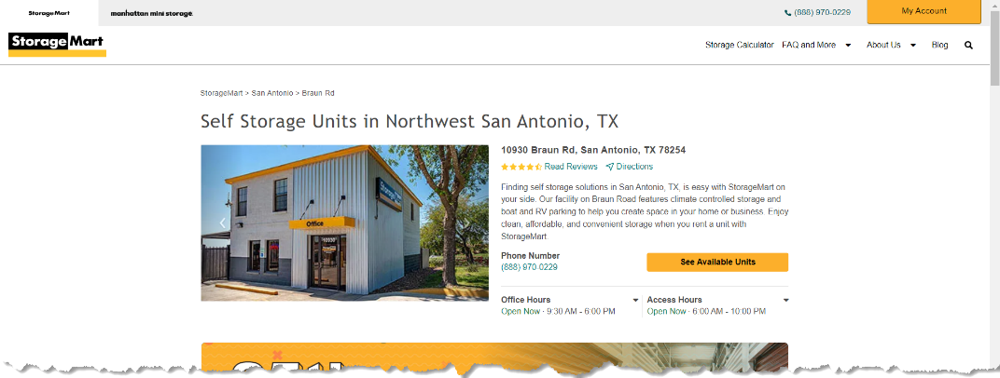 StorageMart
manhattan mini storage.
(888) 970-0229
My Account
StorageMart
Storage Calculator
FAQ and More
About Us
Blog
StorageMart > San Antonio > Braun Rd
Self Storage Units in Northwest San Antonio, TX
StorageMart
Office
10930
10930 Braun Rd, San Antonio, TX 78254
Read Reviews
Directions
Finding self storage solutions in San Antonio, TX, is easy with StorageMart on
your side. Our facility on Braun Road features climate controlled storage and
boat and RV parking to help you create space in your home or business. Enjoy
clean, affordable, and convenient storage when you rent a unit with
StorageMart.
Phone Number
(888) 970-0229
See Available Units
Office Hours
Open Now · 9:30 AM - 6:00 PM
Access Hours
Open Now · 6:00 AM - 10:00 PM